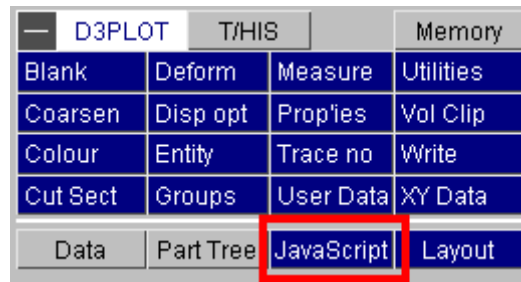 D3PLOT T/HIS Memory
Blank Deform Measure Utilities
Coarsen Disp opt Prop'ies Vol Clip
Colour Entity Trace no Write
Cut Sect Groups User Data XY Data
Data Part Tree JavaScript Layout